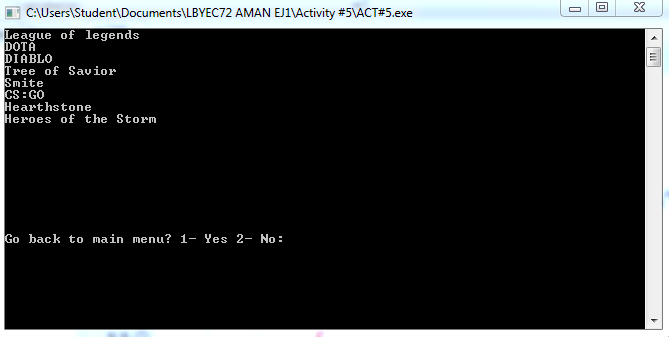 C:\Users\Student\Documents\LBYEC72 AMAN EJ1\Activity #5\ACT#5.exe
League of legends
DOTA
DIABLO
Tree of Savior
Smite
CS:GO
Hearthstone
Heroes of the Storm
Go back to main menu? 1- Yes 2- No: